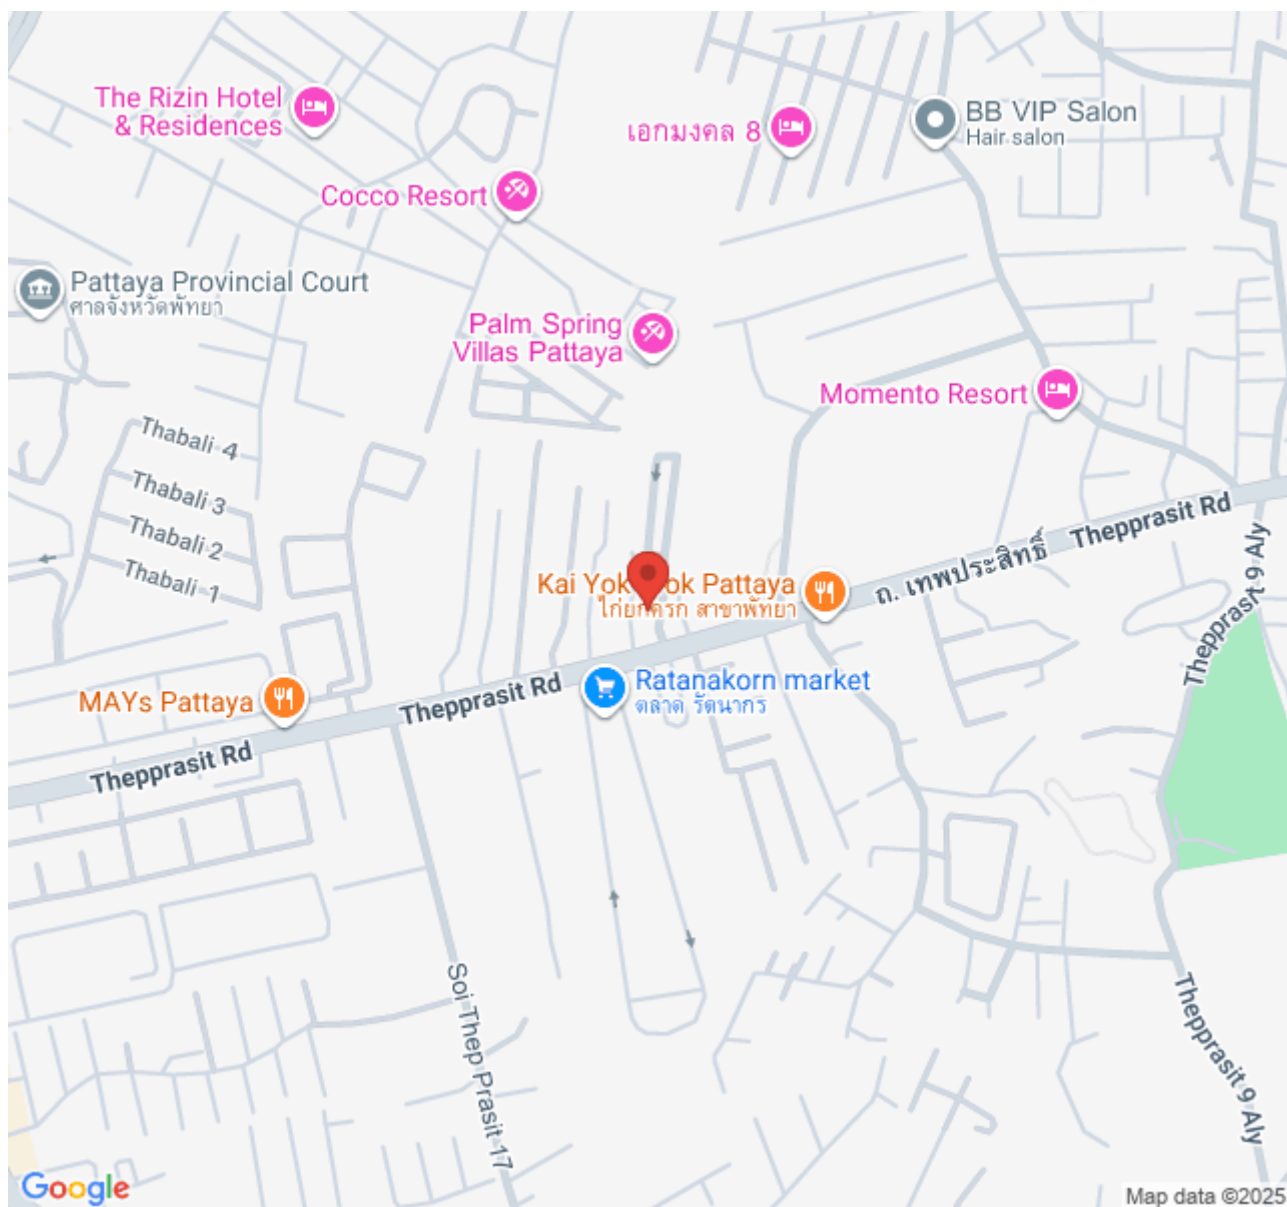 The Rizin Hotel
& Residences
เอกมงคล 8
BB VIP Salon
Hair salon
Cocco Resort
Pattaya Provincial Court
ศาลจังหวัดพัทยา
Palm Spring
Villas Pattaya
Momento Resort
Thabali 4
Thabali 3
Thabali 2
Thabali 1
Thepprasit Rd
ถ. เทพประสิทธิ์
Thepprasit 9 Aly
Kai Yok Pattaya
สาขาพัทยา
Ratanakorn market
ตลาด รัตนากร
MAYs Pattaya
Thepprasit Rd
Thepprasit Rd
Soi Thep Prasit 17
Thepprasit 9 Aly
Google
Map data ©2025